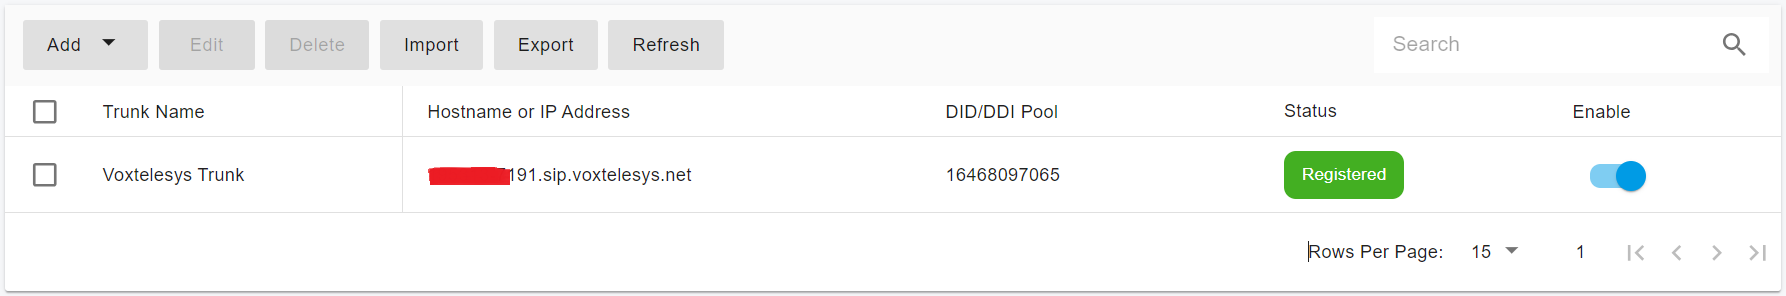 Add Edit Delete Import Export Refresh Search
Trunk Name Hostname or IP Address DID/DDI Pool Status Enable
Voxtelesys Trunk 191.sip.voxtelesys.net 16468097065 Registered
Rows Per Page: 15 1